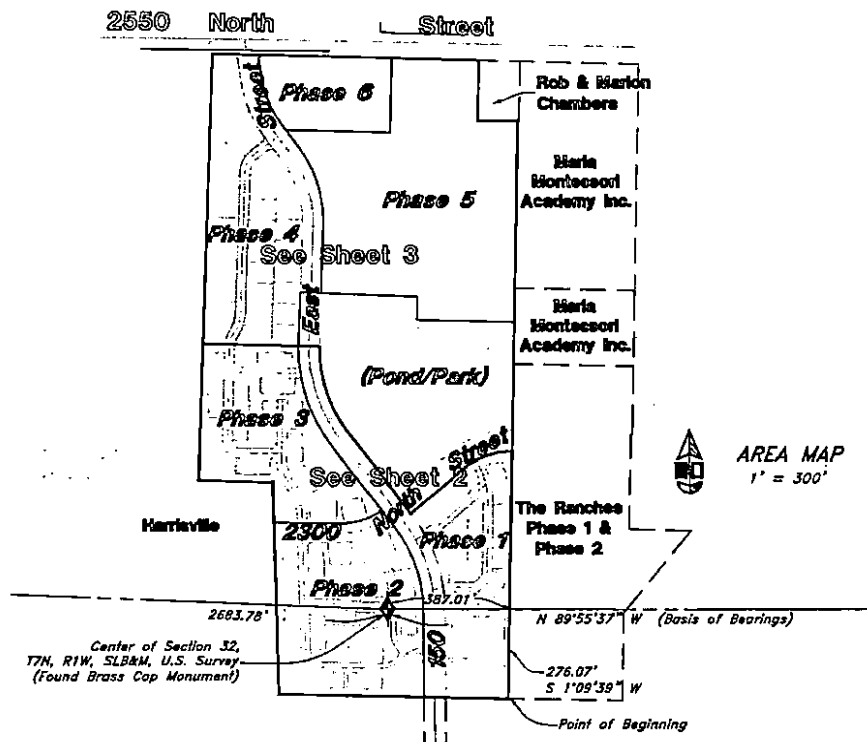 2550 North Street
Street
Phase 6
Rob & Marion
Chambers
Maria
Montecsori
Academy Inc.
Phase 5
Phase 4
See Sheet 3
East
Maria
Montecsori
Academy Inc.
(Pond/Park)
Phase 3
See Sheet 2
Street
North
2300
AREA MAP
1" = 300'
Harrisville
The Ranches
Phase 1 &
Phase 2
Phase 1
Phase 2
387.01'
2683.78'
N 89°55'37" W (Basis of Bearings)
Center of Section 32,
T7N, R1W, SLB&M, U.S. Survey
(Found Brass Cap Monument)
150
276.07'
S 1°09'39" W
Point of Beginning